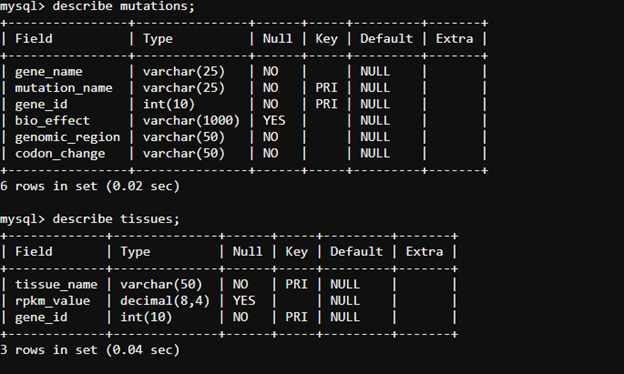 mysql> describe mutations;
+----------------+---------------+------+-----+---------+-------+
| Field          | Type          | Null | Key | Default | Extra |
+----------------+---------------+------+-----+---------+-------+
| gene_name      | varchar(25)   | NO   |     | NULL    |       |
| mutation_name  | varchar(25)   | NO   | PRI | NULL    |       |
| gene_id        | int(10)       | NO   | PRI | NULL    |       |
| bio_effect     | varchar(1000) | YES  |     | NULL    |       |
| genomic_region | varchar(50)   | NO   |     | NULL    |       |
| codon_change   | varchar(50)   | NO   |     | NULL    |       |
+----------------+---------------+------+-----+---------+-------+
6 rows in set (0.02 sec)
mysql> describe tissues;
+-------------+--------------+------+-----+---------+-------+
| Field       | Type         | Null | Key | Default | Extra |
+-------------+--------------+------+-----+---------+-------+
| tissue_name | varchar(50)  | NO   | PRI | NULL    |       |
| rpkm_value  | decimal(8,4) | YES  |     | NULL    |       |
| gene_id     | int(10)      | NO   | PRI | NULL    |       |
+-------------+--------------+------+-----+---------+-------+
3 rows in set (0.04 sec)